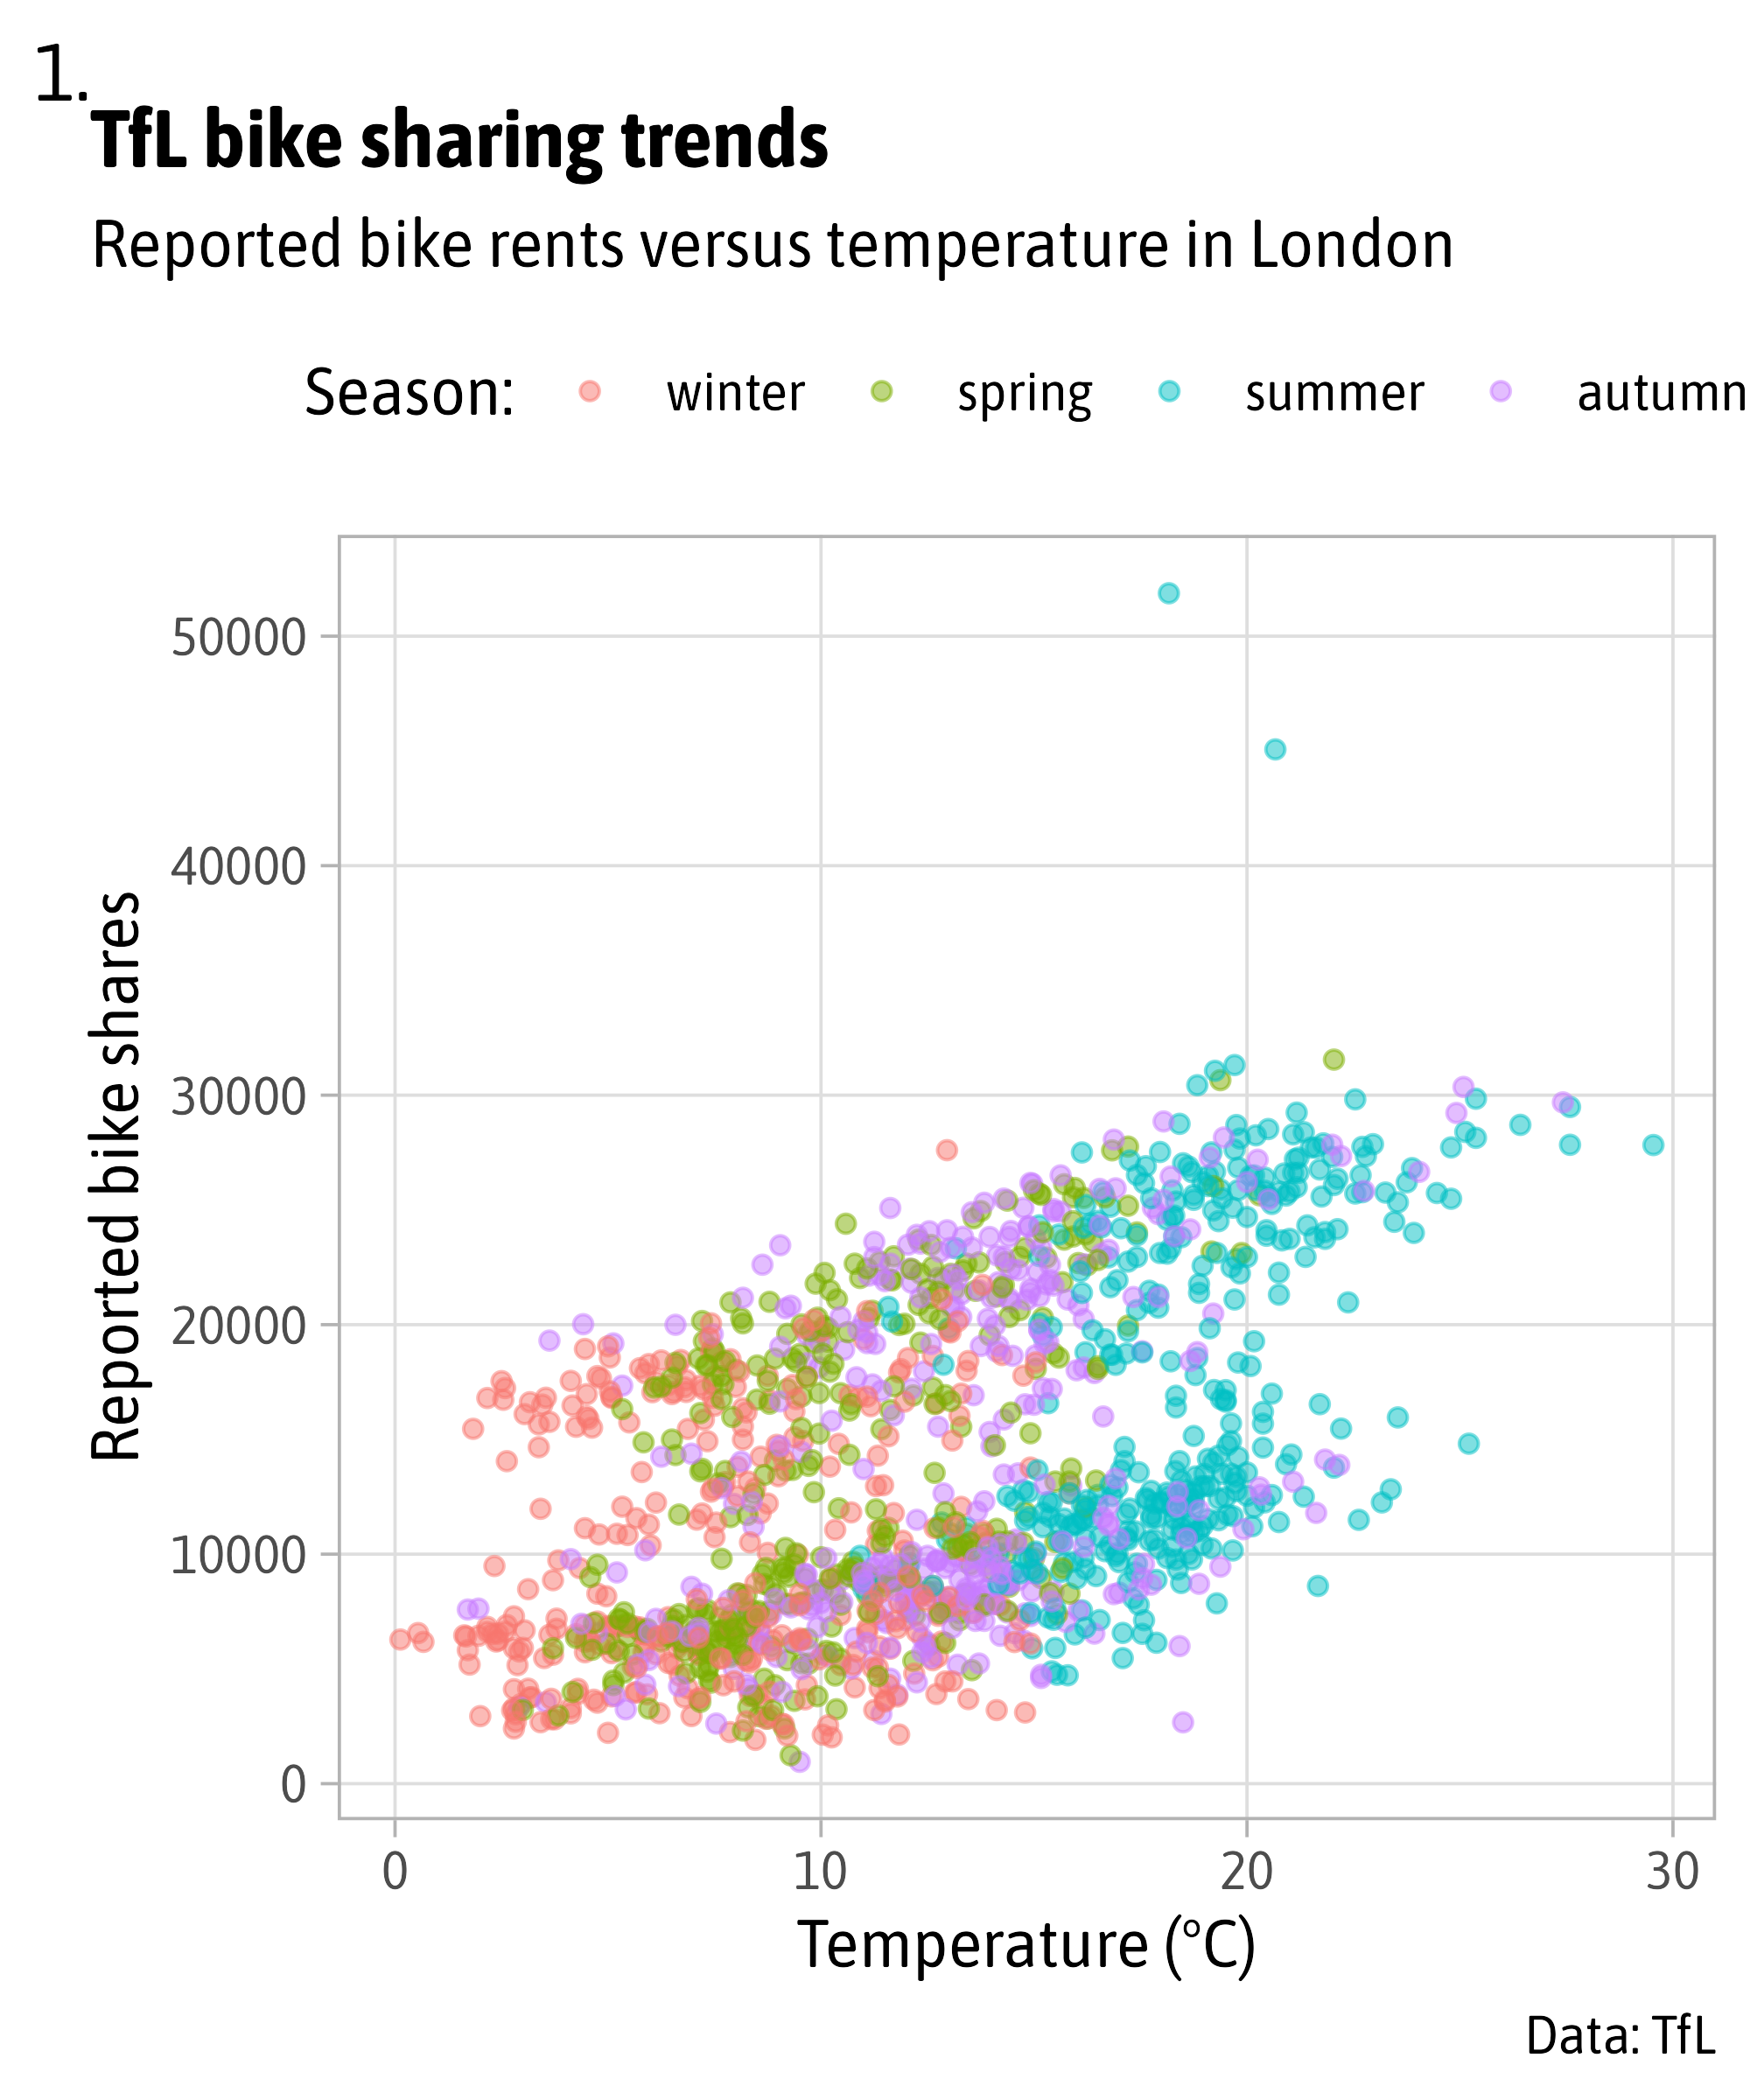 1.
TfL bike sharing trends
Reported bike rents versus temperature in London
Season: winter spring summer autumn
50000
40000
30000
20000
10000
0
Reported bike shares
0 10 20 30
Temperature (°C)
Data: TfL